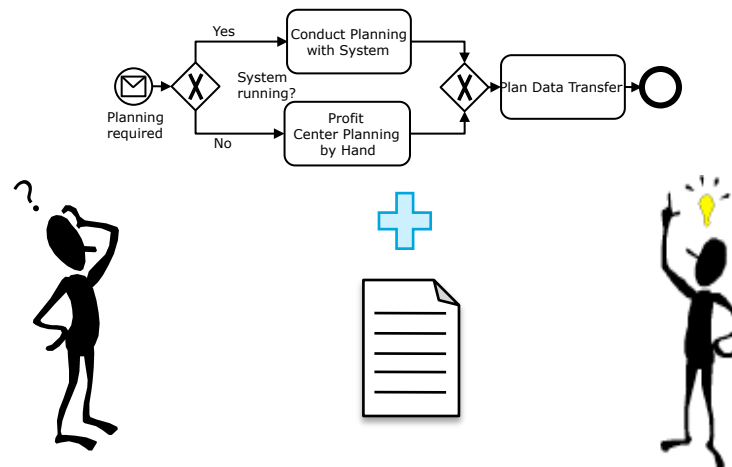 Yes
Conduct Planning
with System
System
running?
Planning
required
Plan Data Transfer
No
Profit
Center Planning
by Hand
?